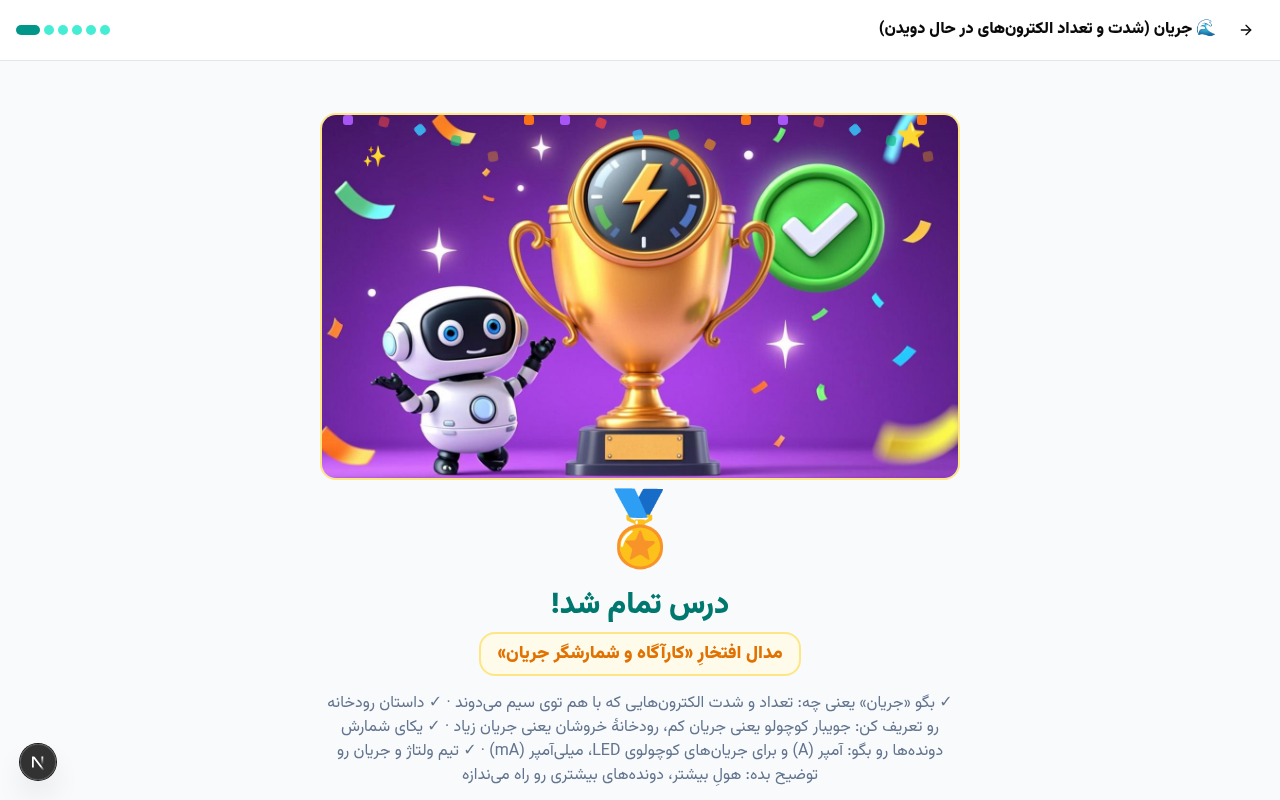 🌊 جریان (شدت و تعداد الکترون‌های در حال دویدن)
درس تمام شد!
مدال افتخارِ «کارآگاه و شمارشگر جریان»
✓ بگو «جریان» یعنی چه: تعداد و شدت الکترون‌هایی که با هم توی سیم می‌دوند · ✓ داستان رودخانه
رو تعریف کن: جویبار کوچولو یعنی جریان کم، رودخانهٔ خروشان یعنی جریان زیاد · ✓ یکای شمارش
دونده‌ها رو بگو: آمپر (A) و برای جریان‌های کوچولوی LED، میلی‌آمپر (mA) · ✓ تیم ولتاژ و جریان رو
توضیح بده: هولِ بیشتر، دونده‌های بیشتری رو راه می‌ندازه
N